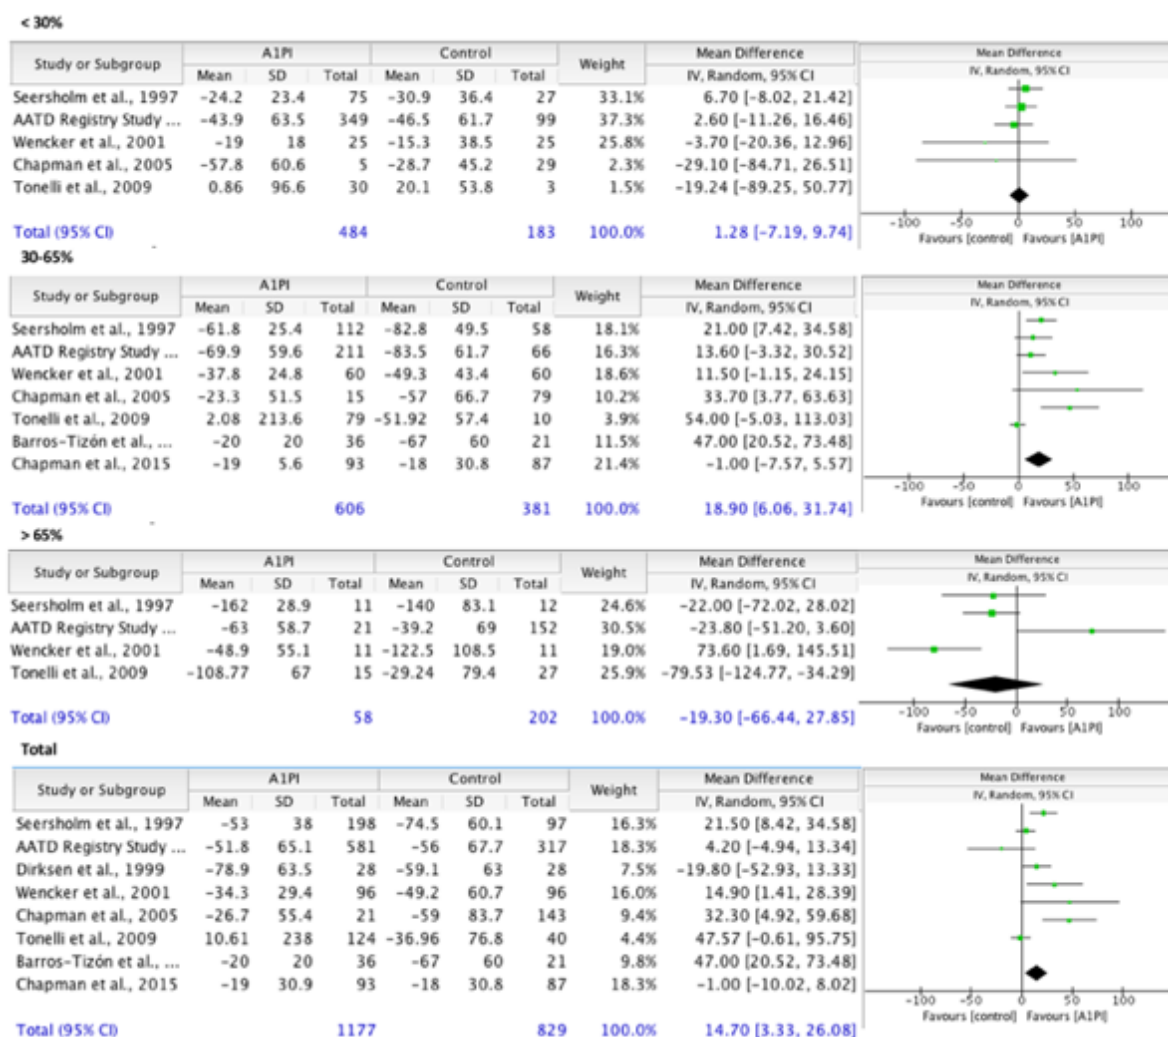 < 30%
Study or Subgroup A1PI Control Weight Mean Difference Mean Difference
Mean SD Total Mean SD Total IV, Random, 95% CI IV, Random, 95% CI
Seersholm et al., 1997 -24.2 23.4 75 -30.9 36.4 27 33.1% 6.70 [-8.02, 21.42]
AATD Registry Study ... -43.9 63.5 349 -46.5 61.7 99 37.3% 2.60 [-11.26, 16.46]
Wencker et al., 2001 -19 18 25 -15.3 38.5 25 25.8% -3.70 [-20.36, 12.96]
Chapman et al., 2005 -57.8 60.6 5 -28.7 45.2 29 2.3% -29.10 [-84.71, 26.51]
Tonelli et al., 2009 0.86 96.6 30 20.1 53.8 3 1.5% -19.24 [-89.25, 50.77]
Total (95% CI) 484 183 100.0% 1.28 [-7.19, 9.74]
-100 -50 0 50 100
Favours [control] Favours [A1PI]
30-65%
Study or Subgroup A1PI Control Weight Mean Difference Mean Difference
Mean SD Total Mean SD Total IV, Random, 95% CI IV, Random, 95% CI
Seersholm et al., 1997 -61.8 25.4 112 -82.8 49.5 58 18.1% 21.00 [7.42, 34.58]
AATD Registry Study ... -69.9 59.6 211 -83.5 61.7 66 16.3% 13.60 [-3.32, 30.52]
Wencker et al., 2001 -37.8 24.8 60 -49.3 43.4 60 18.6% 11.50 [-1.15, 24.15]
Chapman et al., 2005 -23.3 51.5 15 -57 66.7 79 10.2% 33.70 [3.77, 63.63]
Tonelli et al., 2009 2.08 213.6 79 -51.92 57.4 10 3.9% 54.00 [-5.03, 113.03]
Barros-Tizón et al., ... -20 20 36 -67 60 21 11.5% 47.00 [20.52, 73.48]
Chapman et al., 2015 -19 5.6 93 -18 30.8 87 21.4% -1.00 [-7.57, 5.57]
Total (95% CI) 606 381 100.0% 18.90 [6.06, 31.74]
-100 -50 0 50 100
Favours [control] Favours [A1PI]
> 65%
Study or Subgroup A1PI Control Weight Mean Difference Mean Difference
Mean SD Total Mean SD Total IV, Random, 95% CI IV, Random, 95% CI
Seersholm et al., 1997 -162 28.9 11 -140 83.1 12 24.6% -22.00 [-72.02, 28.02]
AATD Registry Study ... -63 58.7 21 -39.2 69 152 30.5% -23.80 [-51.20, 3.60]
Wencker et al., 2001 -48.9 55.1 11 -122.5 108.5 11 19.0% 73.60 [1.69, 145.51]
Tonelli et al., 2009 -108.77 67 15 -29.24 79.4 27 25.9% -79.53 [-124.77, -34.29]
Total (95% CI) 58 202 100.0% -19.30 [-66.44, 27.85]
-100 -50 0 50 100
Favours [control] Favours [A1PI]
Total
Study or Subgroup A1PI Control Weight Mean Difference Mean Difference
Mean SD Total Mean SD Total IV, Random, 95% CI IV, Random, 95% CI
Seersholm et al., 1997 -53 38 198 -74.5 60.1 97 16.3% 21.50 [8.42, 34.58]
AATD Registry Study ... -51.8 65.1 581 -56 67.7 317 18.3% 4.20 [-4.94, 13.34]
Dirksen et al., 1999 -78.9 63.5 28 -59.1 63 28 7.5% -19.80 [-52.93, 13.33]
Wencker et al., 2001 -34.3 29.4 96 -49.2 60.7 96 16.0% 14.90 [1.41, 28.39]
Chapman et al., 2005 -26.7 55.4 21 -59 83.7 143 9.4% 32.30 [4.92, 59.68]
Tonelli et al., 2009 10.61 238 124 -36.96 76.8 40 4.4% 47.57 [-0.61, 95.75]
Barros-Tizón et al., ... -20 20 36 -67 60 21 9.8% 47.00 [20.52, 73.48]
Chapman et al., 2015 -19 30.9 93 -18 30.8 87 18.3% -1.00 [-10.02, 8.02]
Total (95% CI) 1177 829 100.0% 14.70 [3.33, 26.08]
-100 -50 0 50 100
Favours [control] Favours [A1PI]